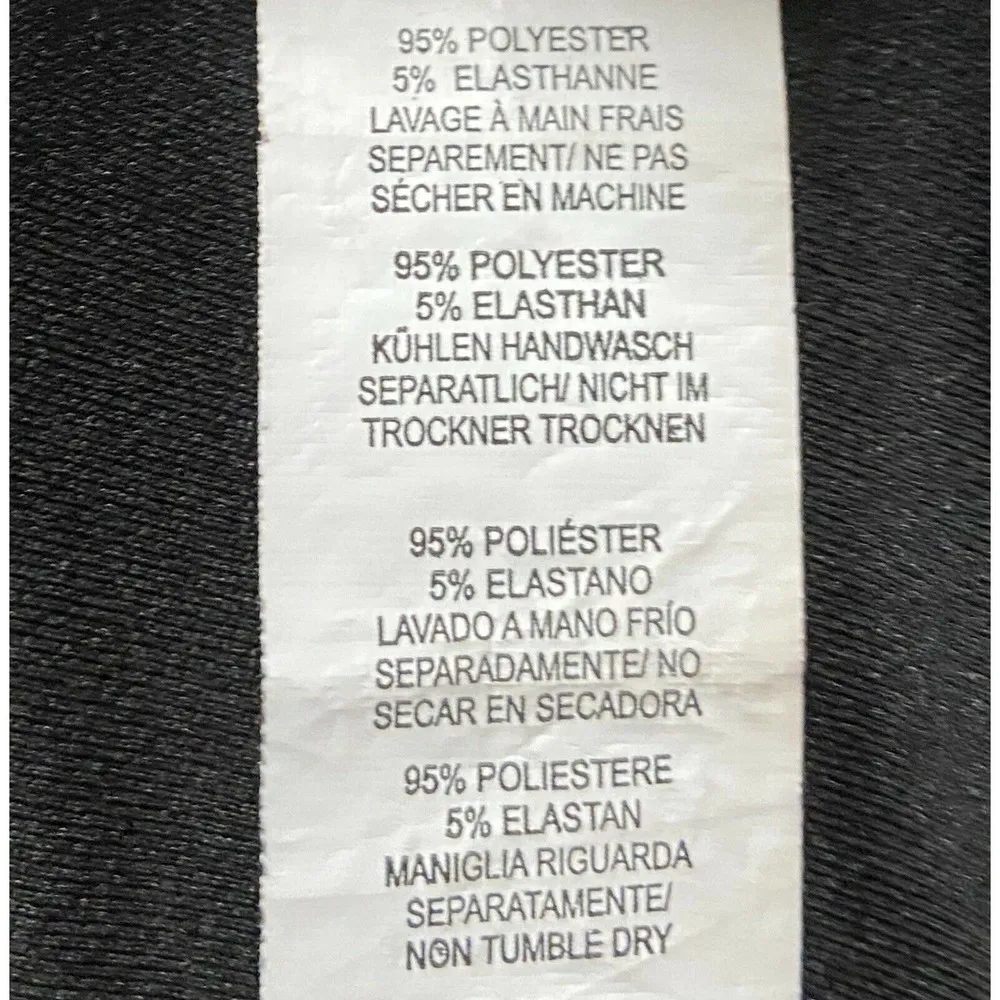 95% POLYESTER
5% ELASTHANNE
LAVAGE À MAIN FRAIS
SEPAREMENT/ NE PAS
SÉCHER EN MACHINE
95% POLYESTER
5% ELASTHAN
KÜHLEN HANDWASCH
SEPARATLICH/ NICHT IM
TROCKNER TROCKNEN
95% POLIÉSTER
5% ELASTANO
LAVADO A MANO FRÍO
SEPARADAMENTE/ NO
SECAR EN SECADORA
95% POLIESTERE
5% ELASTAN
MANIGLIA RIGUARDA
SEPARATAMENTE/
NON TUMBLE DRY